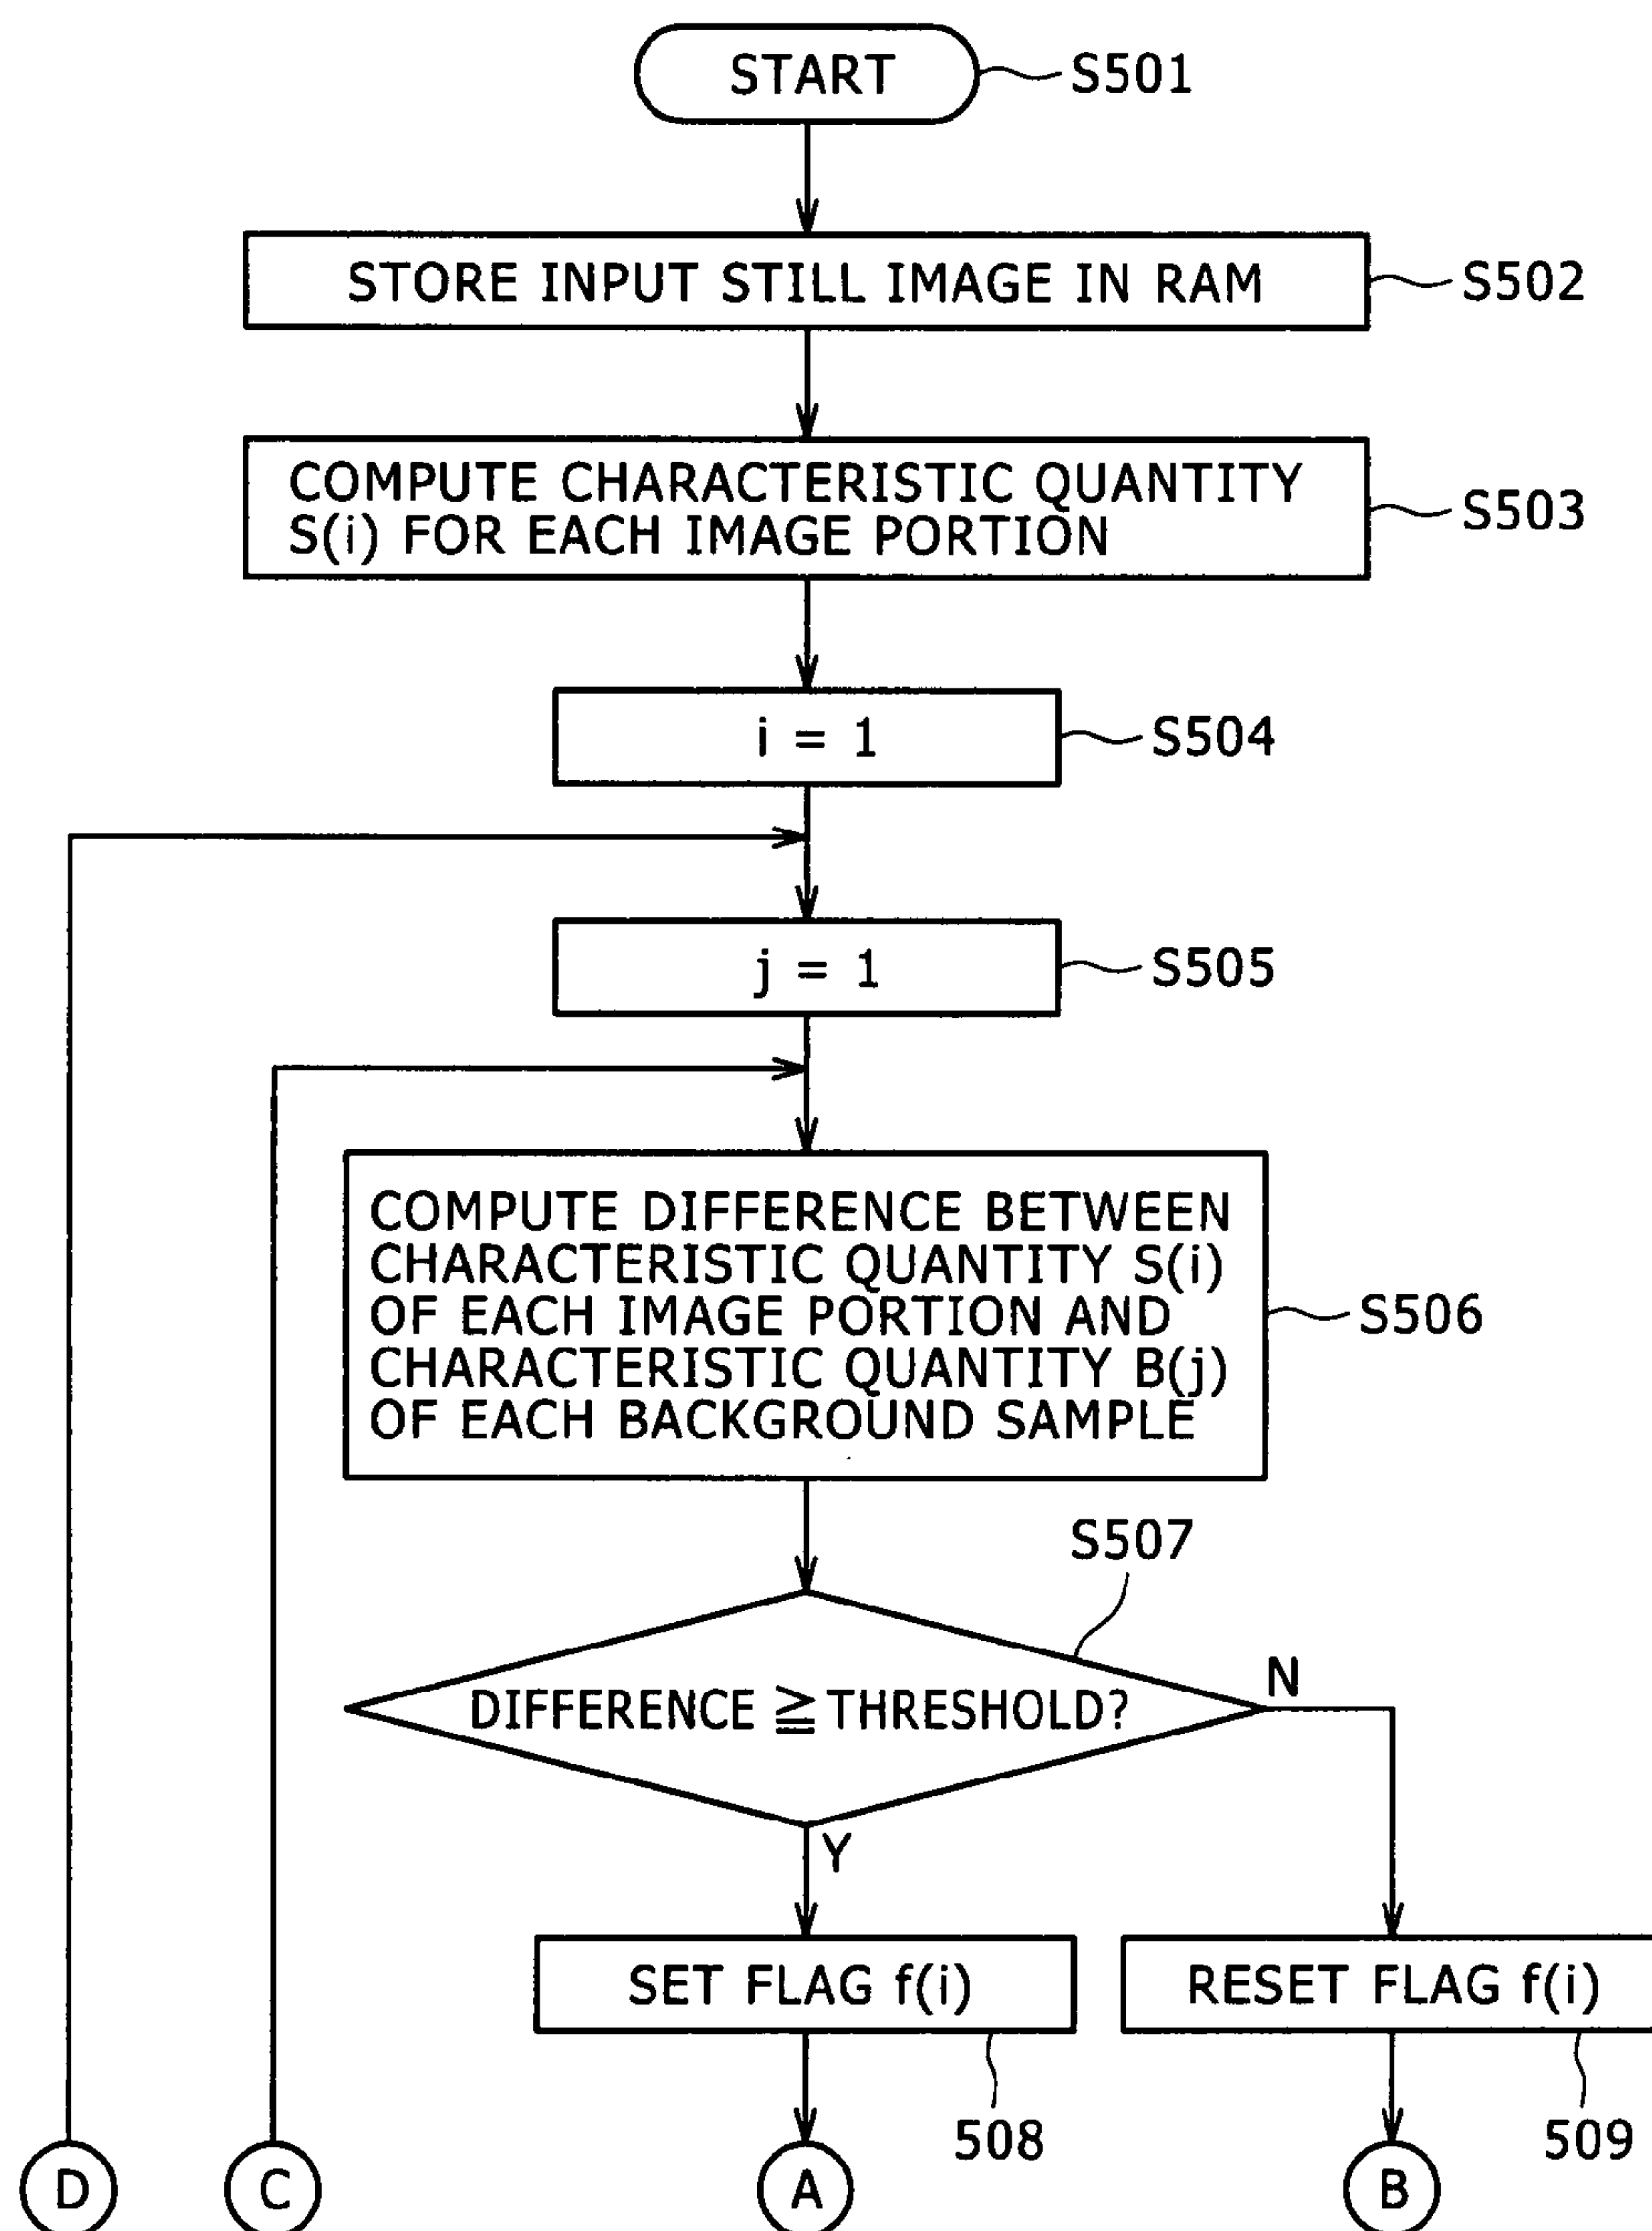 START
S501
STORE INPUT STILL IMAGE IN RAM
S502
COMPUTE CHARACTERISTIC QUANTITY
S(i) FOR EACH IMAGE PORTION
S503
i = 1
S504
j = 1
S505
COMPUTE DIFFERENCE BETWEEN
CHARACTERISTIC QUANTITY S(i)
OF EACH IMAGE PORTION AND
CHARACTERISTIC QUANTITY B(j)
OF EACH BACKGROUND SAMPLE
S506
S507
DIFFERENCE ≧ THRESHOLD?
N
Y
SET FLAG f(i)
RESET FLAG f(i)
508
509
D
C
A
B